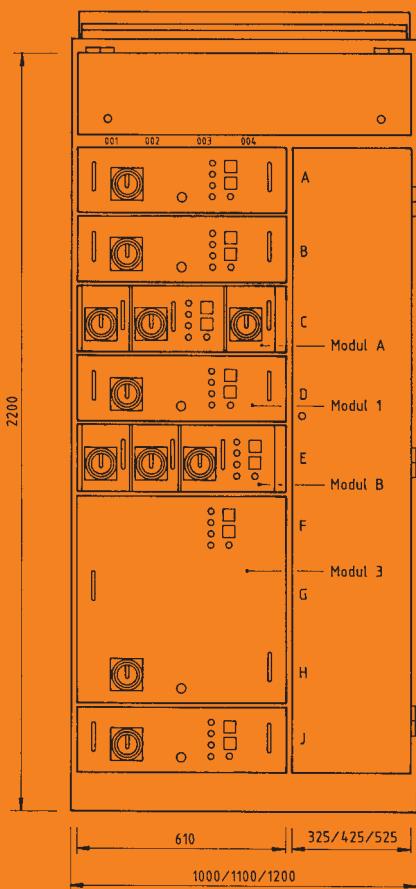 001 002 003 004
A
B
C
Modul A
D
Modul 1
E
Modul B
F
Modul 3
G
H
J
2200
610
325/425/525
1000/1100/1200